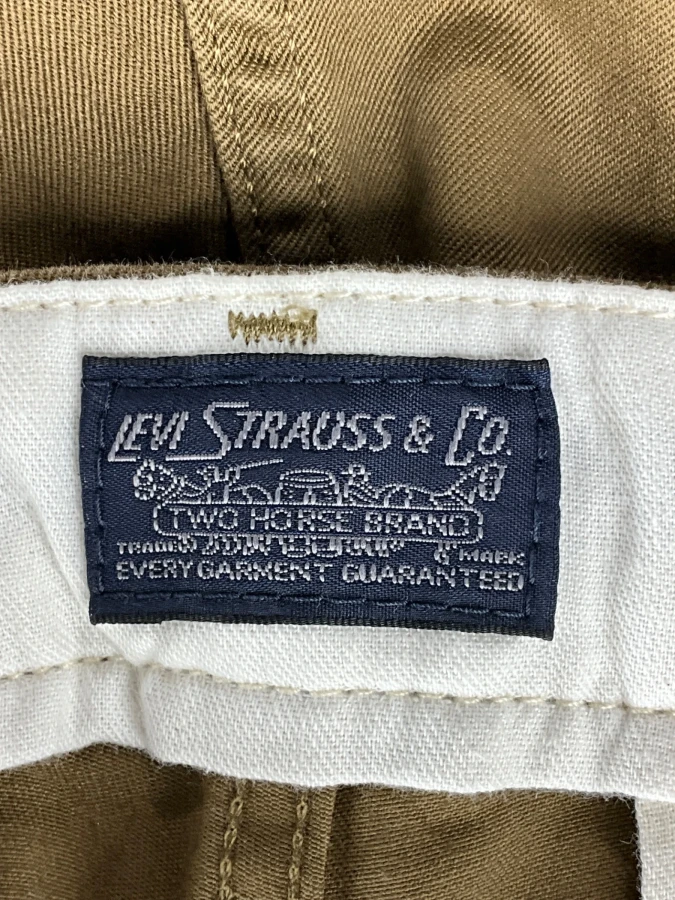 LEVI STRAUSS & CO.
TWO HORSE BRAND
TRADE MARK
EVERY GARMENT GUARANTEED